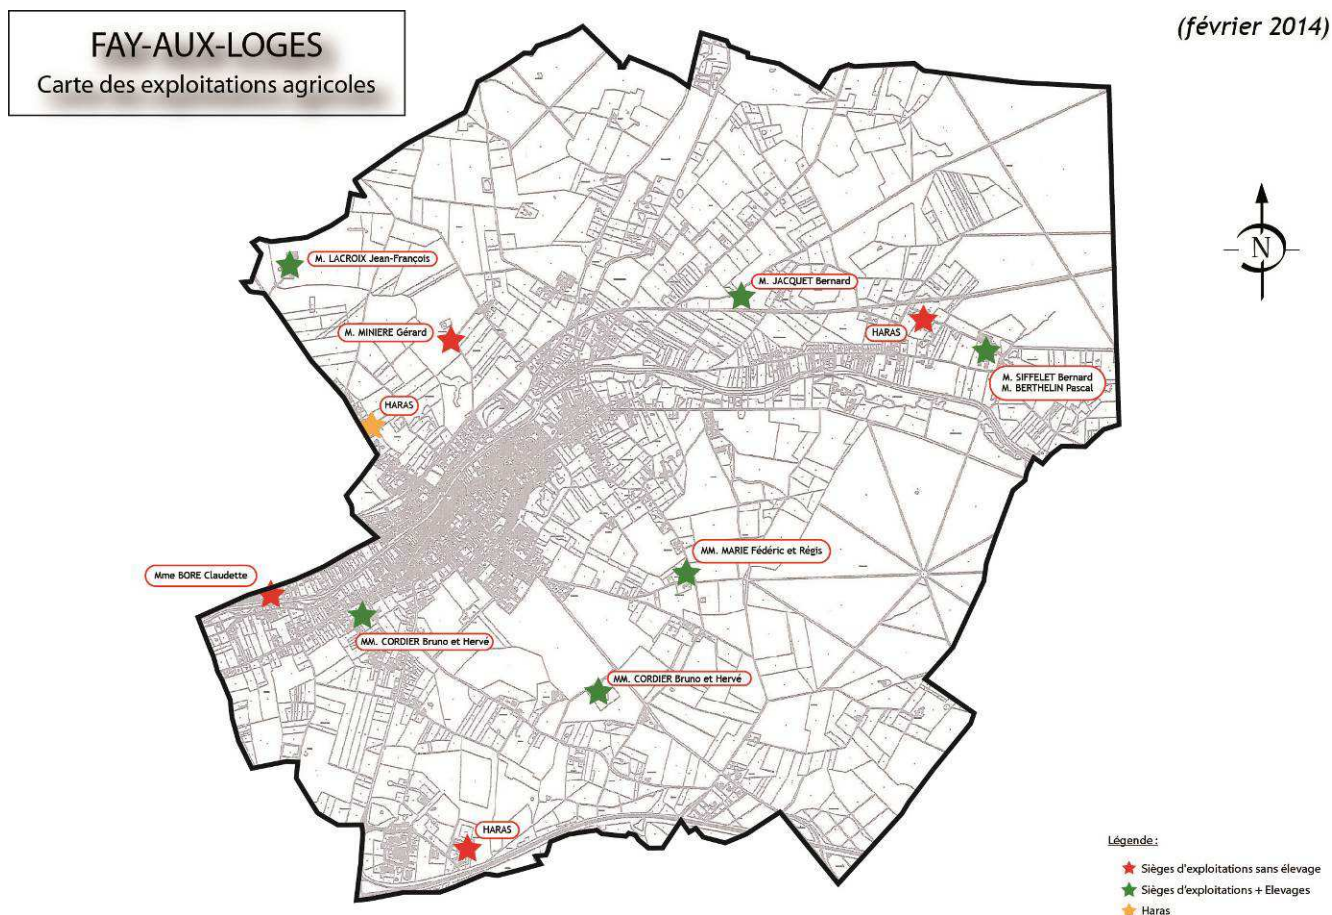 FAY-AUX-LOGES
Carte des exploitations agricoles
(février 2014)
M. LACROIX Jean-François
M. JACQUET Bernard
M. MINIERE Gérard
HARAS
M. SIFFELET Bernard
M. BERTHELIN Pascal
HARAS
MM. MARIE Fédéric et Régis
Mme BORE Claudette
MM. CORDIER Bruno et Hervé
MM. CORDIER Bruno et Hervé
HARAS
N
Légende :
Sièges d'exploitations sans élevage
Sièges d'exploitations + Elevages
Haras